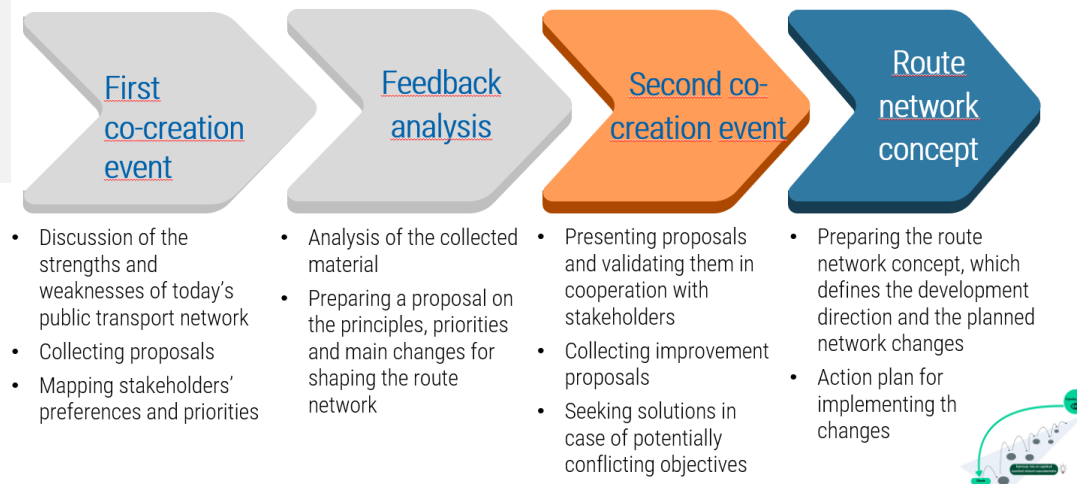 First
co-creation
event
Feedback
analysis
Second co-
creation event
Route
network
concept
• Discussion of the
strengths and
weaknesses of today's
public transport network
• Collecting proposals
• Mapping stakeholders'
preferences and priorities
• Analysis of the collected
material
• Preparing a proposal on
the principles, priorities
and main changes for
shaping the route
network
• Presenting proposals
and validating them in
cooperation with
stakeholders
• Collecting improvement
proposals
• Seeking solutions in
case of potentially
conflicting objectives
• Preparing the route
network concept, which
defines the development
direction and the planned
network changes
• Action plan for
implementing th
changes